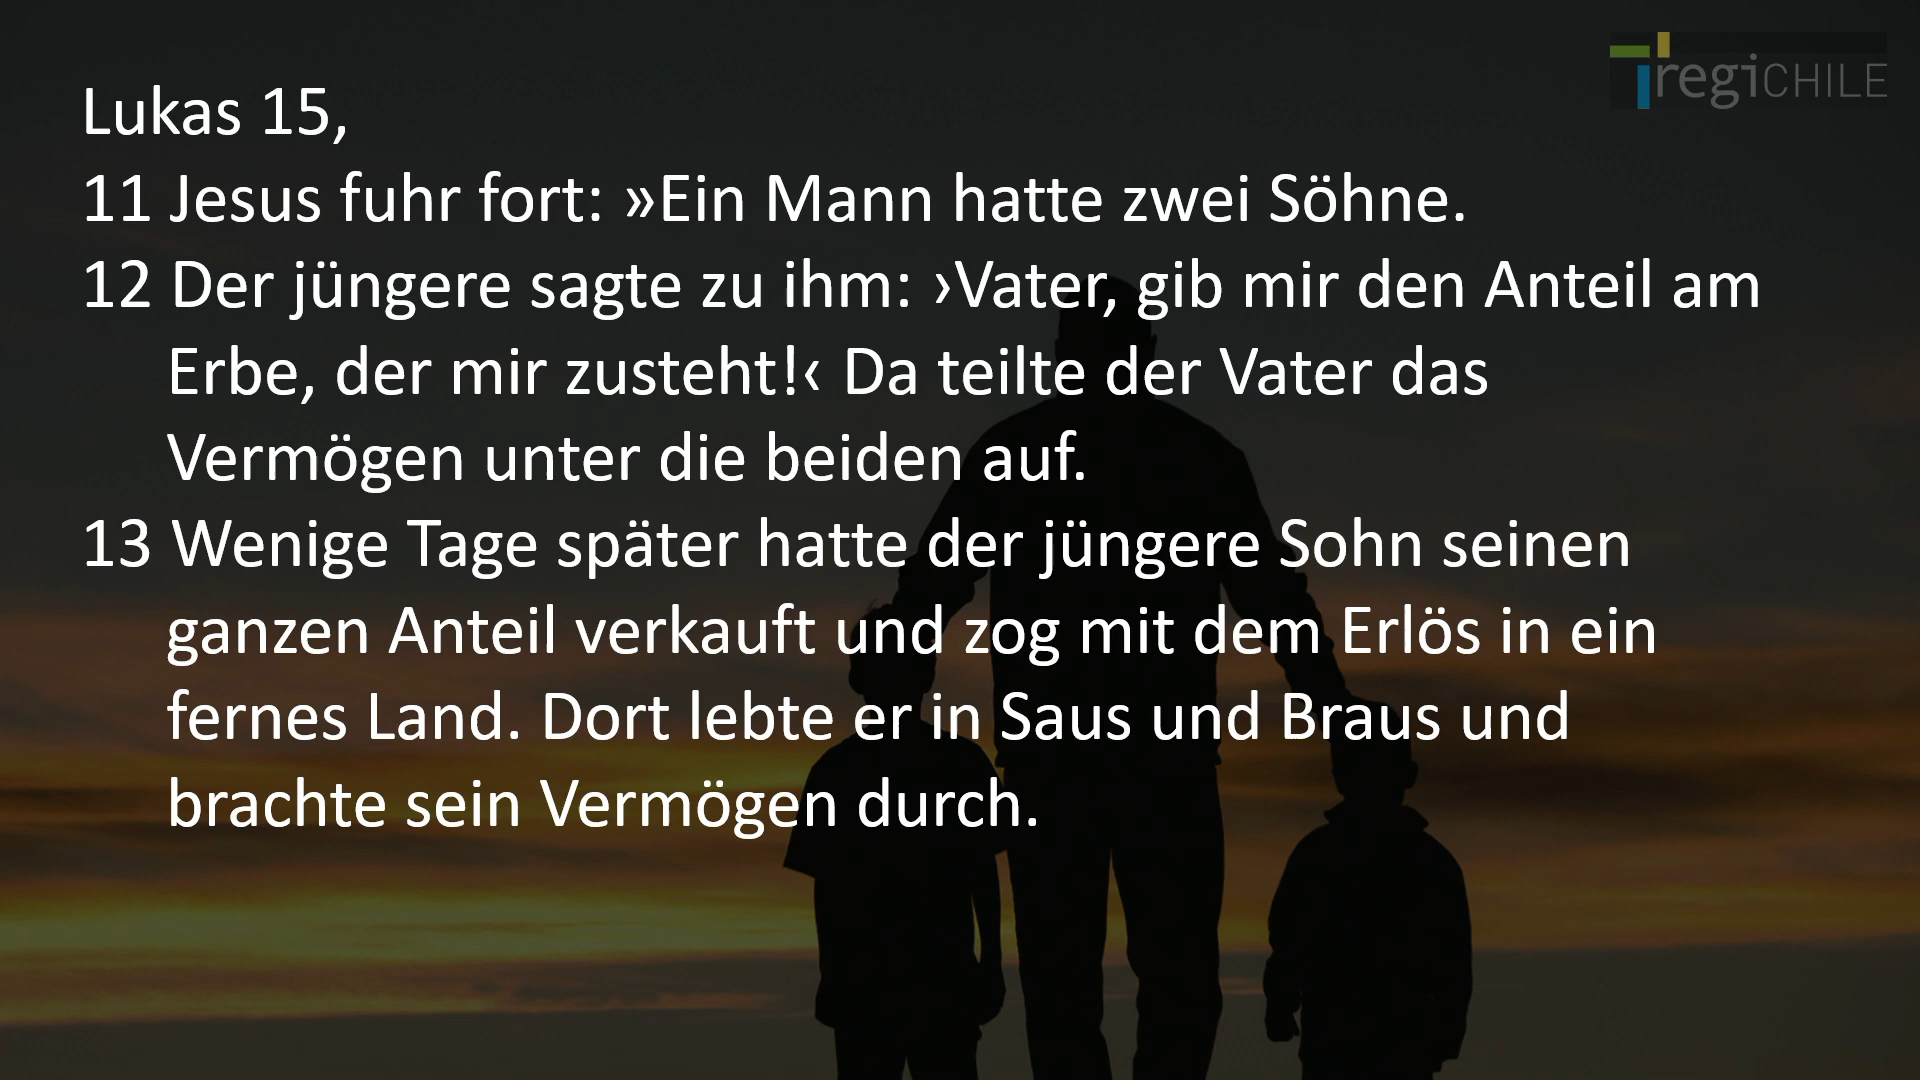 regiCHILE
Lukas 15,
11 Jesus fuhr fort: »Ein Mann hatte zwei Söhne.
12 Der jüngere sagte zu ihm: ›Vater, gib mir den Anteil am
Erbe, der mir zusteht!‹ Da teilte der Vater das
Vermögen unter die beiden auf.
13 Wenige Tage später hatte der jüngere Sohn seinen
ganzen Anteil verkauft und zog mit dem Erlös in ein
fernes Land. Dort lebte er in Saus und Braus und
brachte sein Vermögen durch.